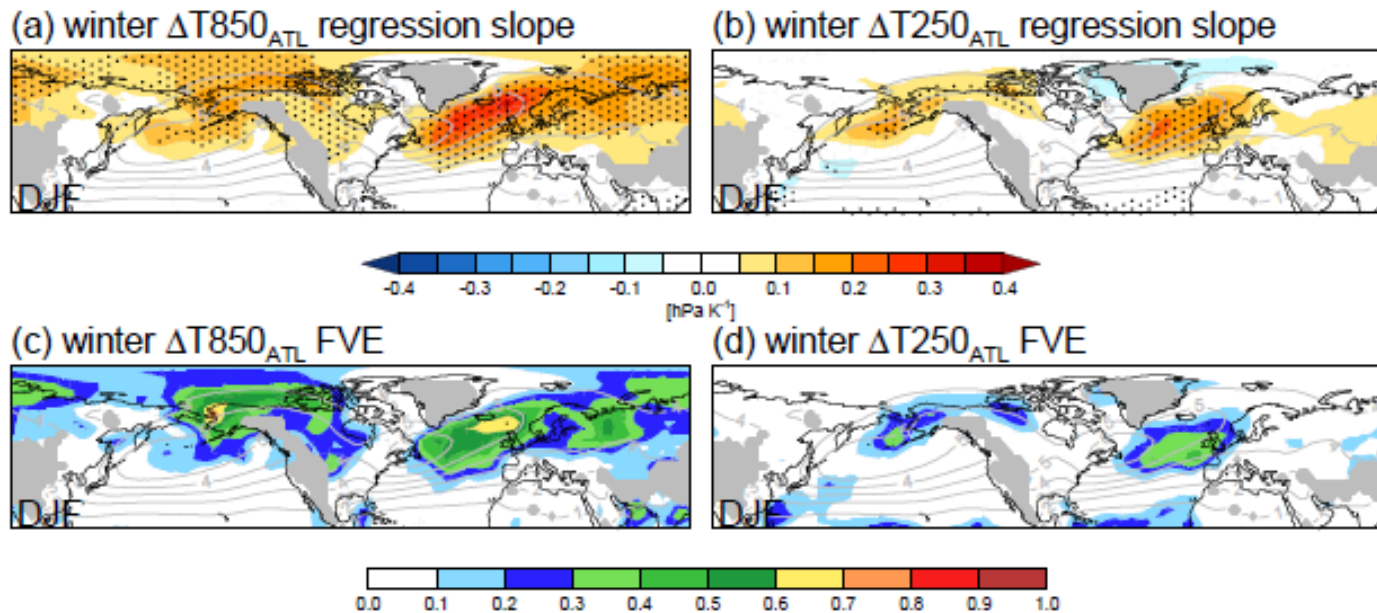 (a) winter ΔT850ATL regression slope
(b) winter ΔT250ATL regression slope
DJF
DJF
-0.4 -0.3 -0.2 -0.1 0.0 0.1 0.2 0.3 0.4
[hPa K⁻¹]
(c) winter ΔT850ATL FVE
(d) winter ΔT250ATL FVE
DJF
DJF
0.0 0.1 0.2 0.3 0.4 0.5 0.6 0.7 0.8 0.9 1.0